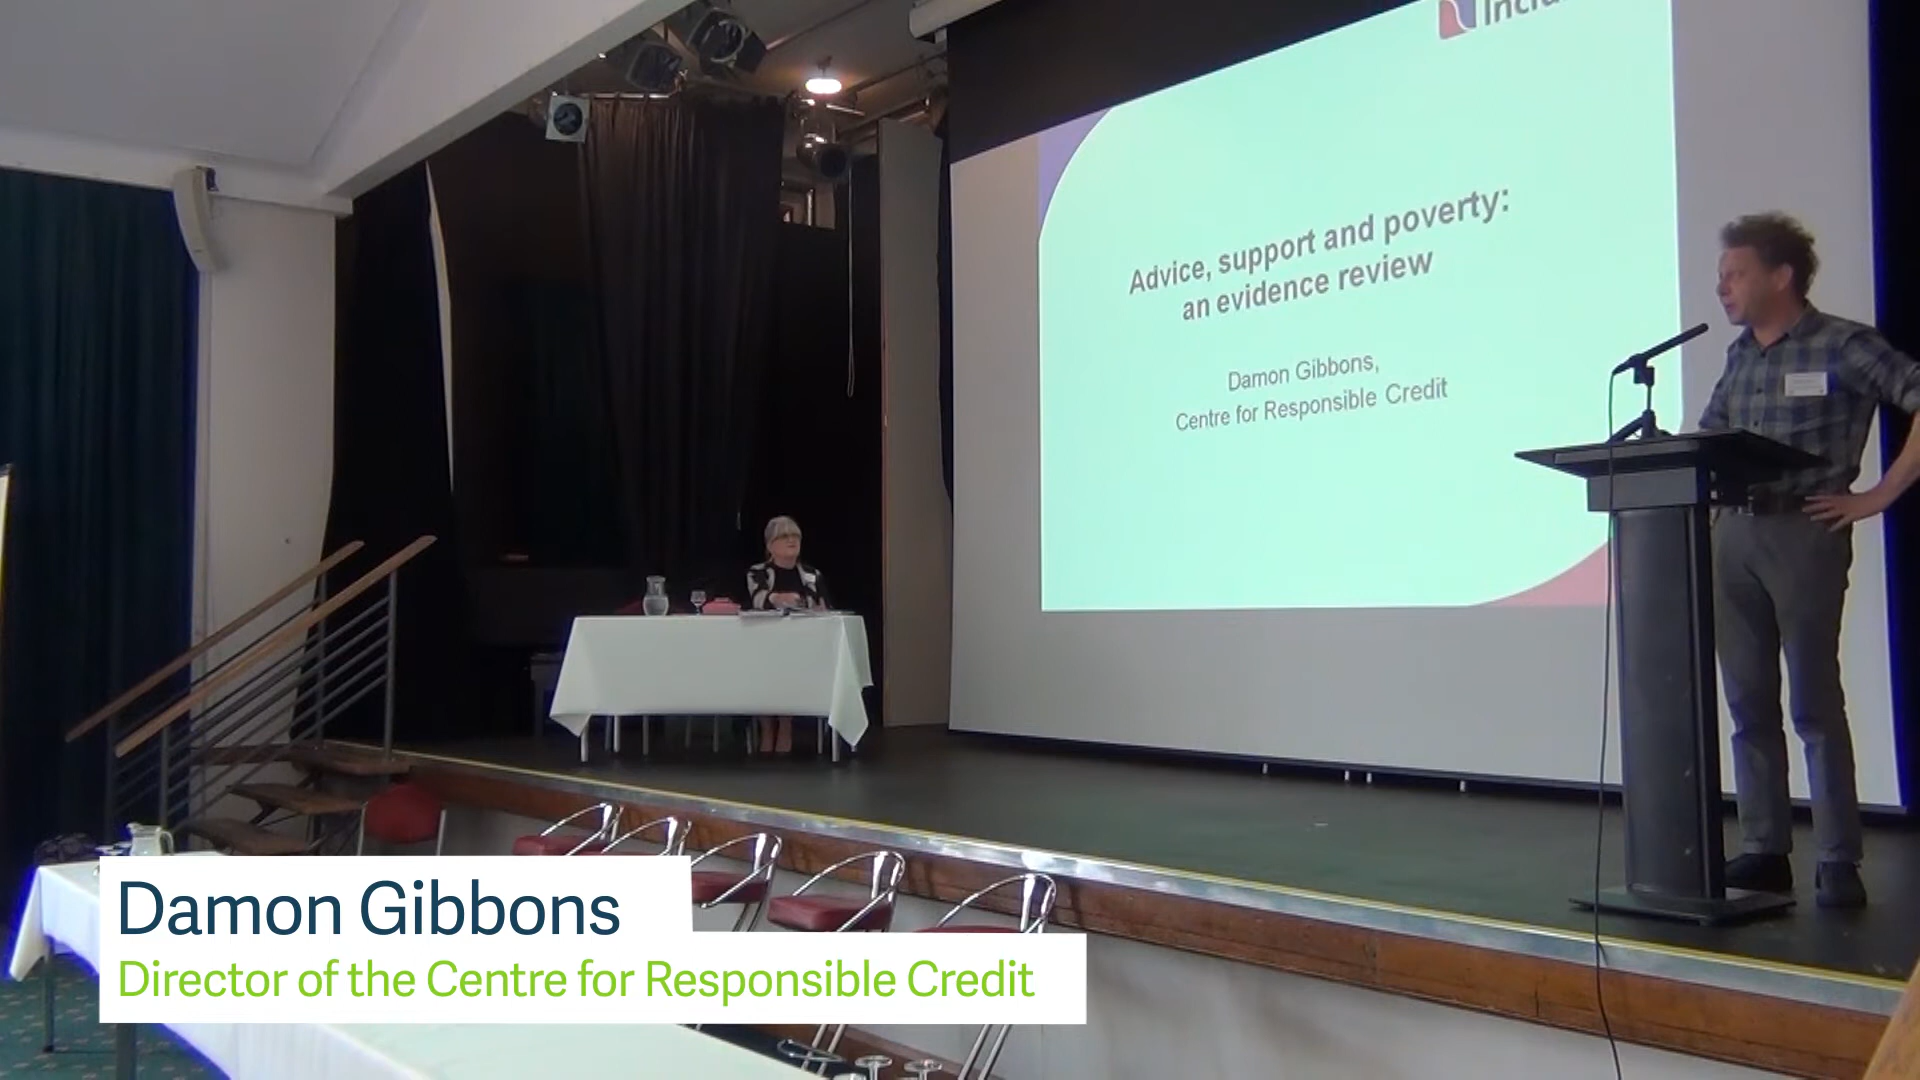 Advice, support and poverty:
an evidence review
Damon Gibbons,
Centre for Responsible Credit
Damon Gibbons
Director of the Centre for Responsible Credit